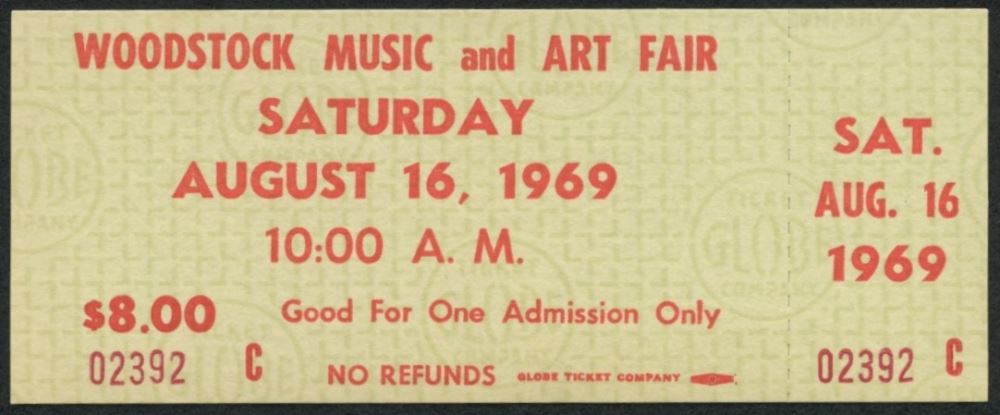 WOODSTOCK MUSIC and ART FAIR
SATURDAY
AUGUST 16, 1969
10:00 A. M.
$8.00 Good For One Admission Only
02392 C NO REFUNDS GLOBE TICKET COMPANY
SAT.
AUG. 16
1969
02392 C